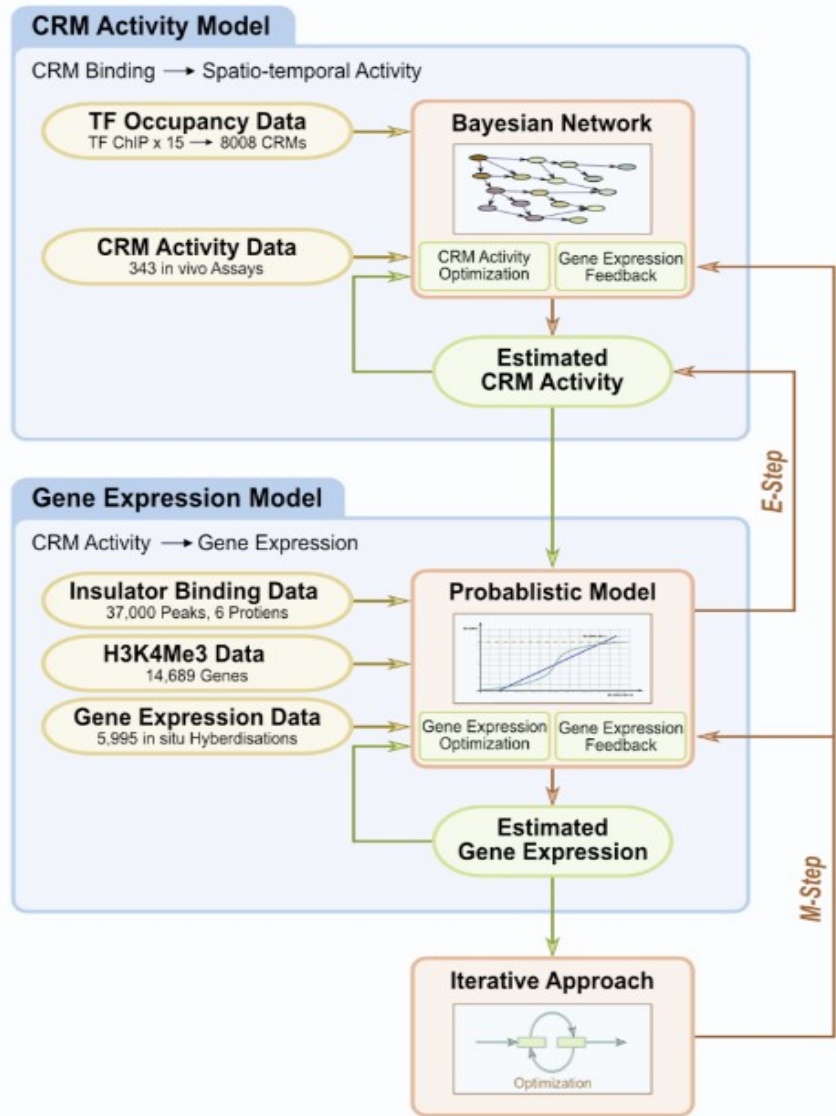 CRM Activity Model
CRM Binding → Spatio-temporal Activity
TF Occupancy Data
TF ChIP x 15 → 8008 CRMs
Bayesian Network
CRM Activity Data
343 in vivo Assays
CRM Activity
Optimization
Gene Expression
Feedback
Estimated
CRM Activity
E-Step
Gene Expression Model
CRM Activity → Gene Expression
Insulator Binding Data
37,000 Peaks, 6 Protiens
Probablistic Model
H3K4Me3 Data
14,689 Genes
Gene Expression Data
5,995 in situ Hyberdisations
Gene Expression
Optimization
Gene Expression
Feedback
Estimated
Gene Expression
M-Step
Iterative Approach
Optimization